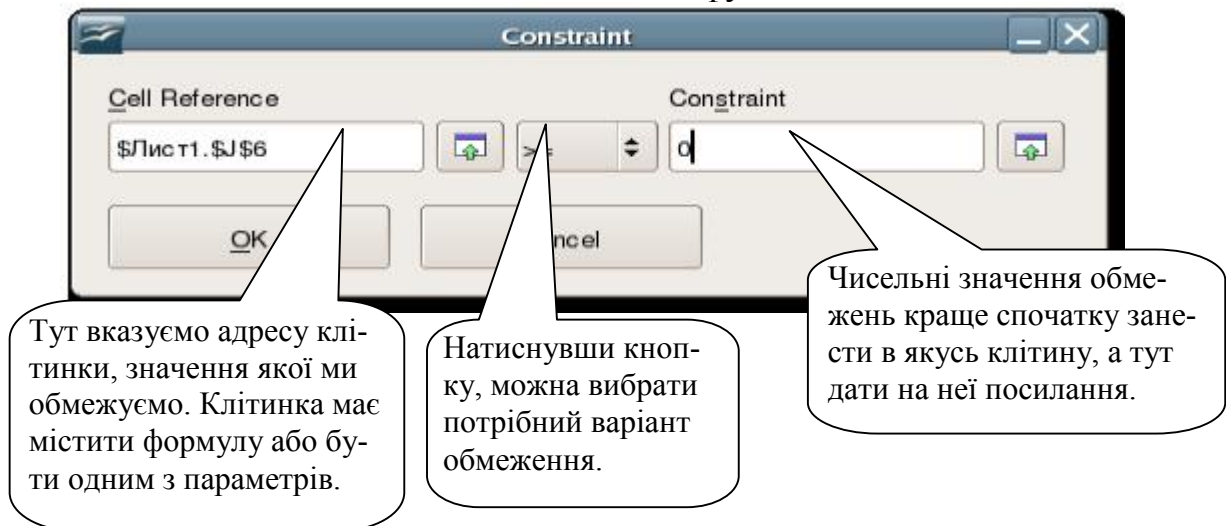 Constraint
Cell Reference
Constraint
$Лист1.$J$6
0
OK
Тут вказуємо адресу клі-
тинки, значення якої ми
обмежуємо. Клітинка має
містити формулу або бу-
ти одним з параметрів.
Натиснувши кноп-
ку, можна вибрати
потрібний варіант
обмеження.
Чисельні значення обме-
жень краще спочатку зане-
сти в якусь клітину, а тут
дати на неї посилання.